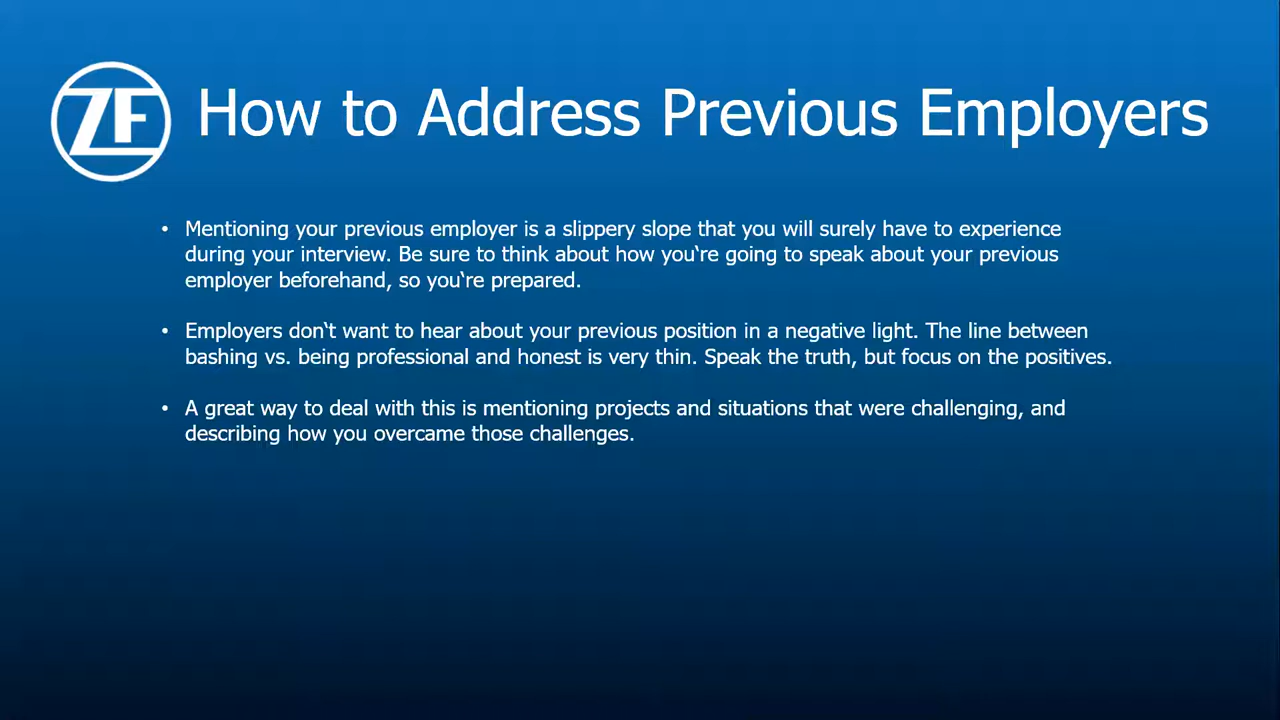 ZF
How to Address Previous Employers
• Mentioning your previous employer is a slippery slope that you will surely have to experience
during your interview. Be sure to think about how you‘re going to speak about your previous
employer beforehand, so you‘re prepared.
• Employers don‘t want to hear about your previous position in a negative light. The line between
bashing vs. being professional and honest is very thin. Speak the truth, but focus on the positives.
• A great way to deal with this is mentioning projects and situations that were challenging, and
describing how you overcame those challenges.